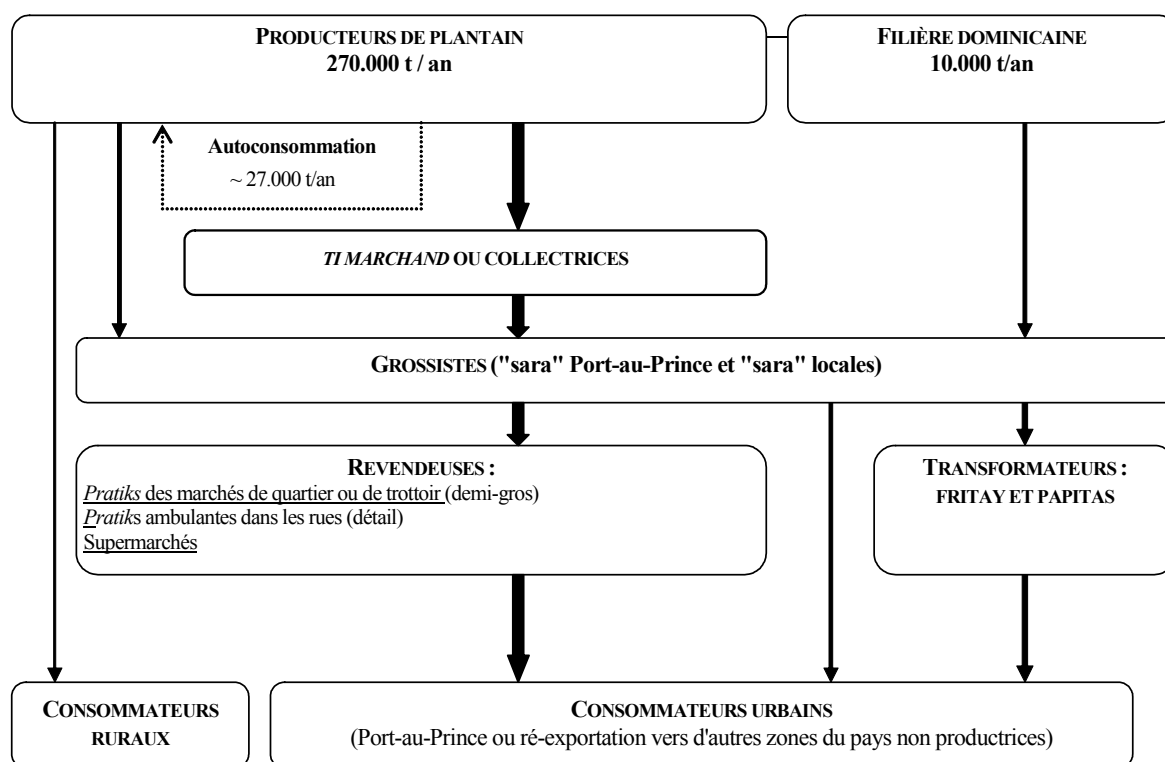 PRODUCTEURS DE PLANTAIN
270.000 t / an
FILIÈRE DOMINICAINE
10.000 t/an
Autoconsommation
~ 27.000 t/an
TI MARCHAND OU COLLECTRICES
GROSSISTES ("sara" Port-au-Prince et "sara" locales)
REVENDEUSES :
Pratiks des marchés de quartier ou de trottoir (demi-gros)
Pratiks ambulantes dans les rues (détail)
Supermarchés
TRANSFORMATEURS :
FRITAY ET PAPITAS
CONSOMMATEURS
RURAUX
CONSOMMATEURS URBAINS
(Port-au-Prince ou ré-exportation vers d'autres zones du pays non productrices)